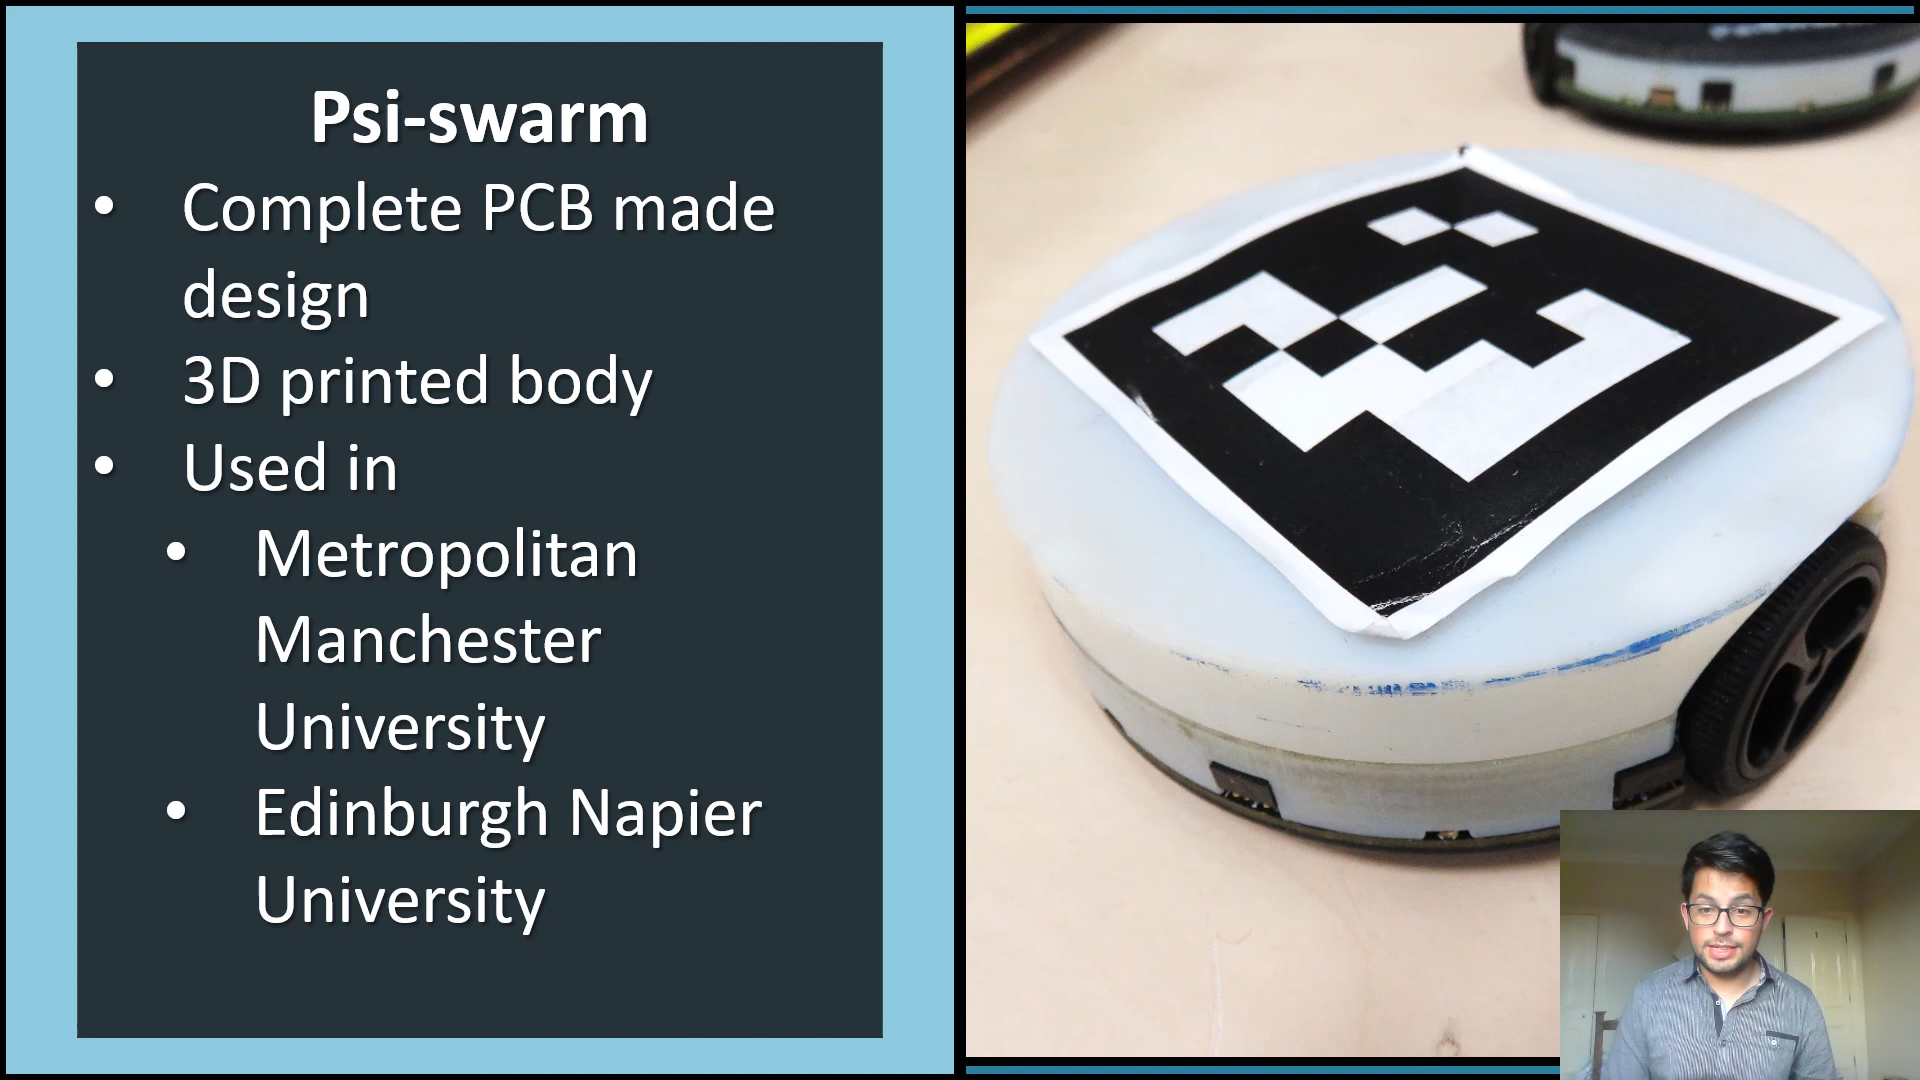 Psi-swarm
• Complete PCB made
design
• 3D printed body
• Used in
• Metropolitan
Manchester
University
• Edinburgh Napier
University